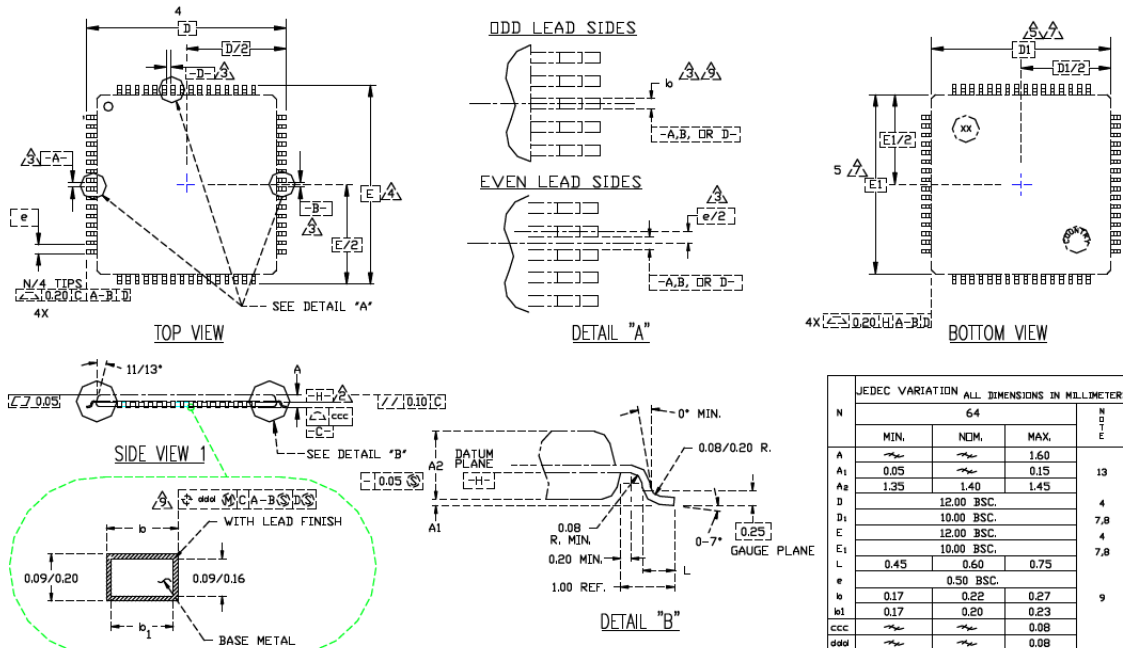 4
D
D/2
-D- 3
3 -A-
e
N/4 TIPS
0.20 C A-B D
4X
E 4
-B-
3
E/2
SEE DETAIL "A"
TOP VIEW
ODD LEAD SIDES
b 3 9
-A,B, OR D-
EVEN LEAD SIDES
3
e/2
-A,B, OR D-
DETAIL "A"
5 7
D1
D1/2
E1/2
XX
5 7
E1
COUNTRY
4X 0.20 H A-B D
BOTTOM VIEW
11/13°
A
0.05
-H- 2
// 0.10 C
ccc
-C-
SEE DETAIL "B"
SIDE VIEW 1
9 ddd M C A-B S D S
b
WITH LEAD FINISH
0.09/0.20
0.09/0.16
b1
BASE METAL
0° MIN.
0.08/0.20 R.
A2
DATUM
PLANE
-H-
- 0.05 S
A1
0.08
R. MIN.
0-7°
0.25
GAUGE PLANE
0.20 MIN.
L
1.00 REF.
DETAIL "B"
JEDEC VARIATION ALL DIMENSIONS IN MILLIMETERS
N 64 NOTE
MIN. NOM. MAX.
A 1.60
A1 0.05 0.15 13
A2 1.35 1.40 1.45
D 12.00 BSC. 4
D1 10.00 BSC. 7,8
E 12.00 BSC. 4
E1 10.00 BSC. 7,8
L 0.45 0.60 0.75
e 0.50 BSC.
b 0.17 0.22 0.27 9
b1 0.17 0.20 0.23
ccc 0.08
ddd 0.08